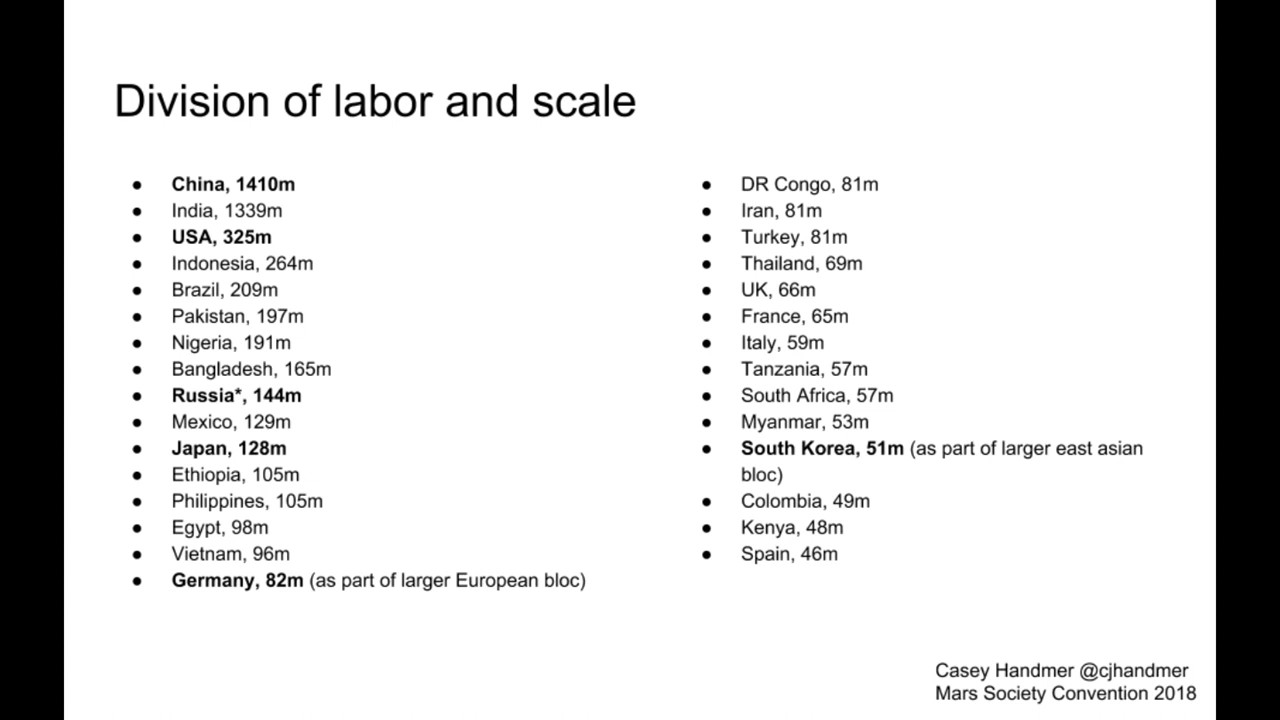 Division of labor and scale
● China, 1410m
● India, 1339m
● USA, 325m
● Indonesia, 264m
● Brazil, 209m
● Pakistan, 197m
● Nigeria, 191m
● Bangladesh, 165m
● Russia*, 144m
● Mexico, 129m
● Japan, 128m
● Ethiopia, 105m
● Philippines, 105m
● Egypt, 98m
● Vietnam, 96m
● Germany, 82m (as part of larger European bloc)
● DR Congo, 81m
● Iran, 81m
● Turkey, 81m
● Thailand, 69m
● UK, 66m
● France, 65m
● Italy, 59m
● Tanzania, 57m
● South Africa, 57m
● Myanmar, 53m
● South Korea, 51m (as part of larger east asian
bloc)
● Colombia, 49m
● Kenya, 48m
● Spain, 46m
Casey Handmer @cjhandmer
Mars Society Convention 2018